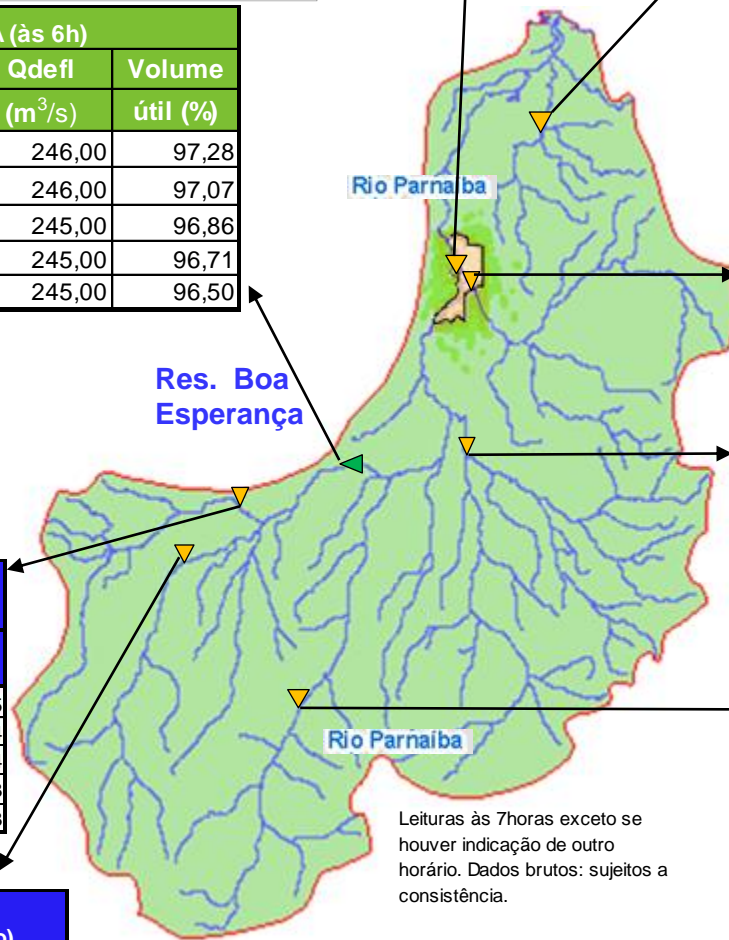 A (às 6h)
Qdefl Volume
(m³/s) útil (%)
246,00 97,28
246,00 97,07
245,00 96,86
245,00 96,71
245,00 96,50
Rio Parnaíba
Res. Boa
Esperança
Rio Parnaíba
Leituras às 7horas exceto se
houver indicação de outro
horário. Dados brutos: sujeitos a
consistência.